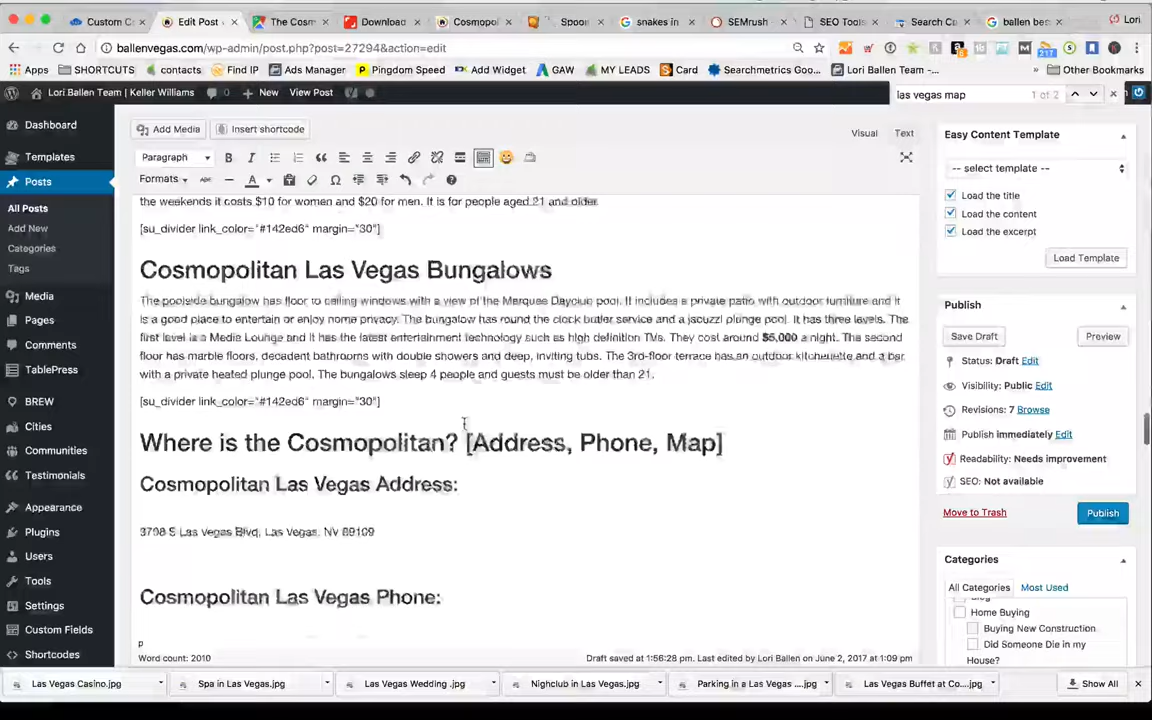 Custom C
Edit Post
The Cosm
Download
Cosmopol
Spoon
snakes in
SEMrush
SEO Tools
Search Co
ballen bes
Lori
ballenvegas.com/wp-admin/post.php?post=27294&action=edit
Apps
SHORTCUTS
contacts
Find IP
Ads Manager
Pingdom Speed
Add Widget
GAW
MY LEADS
Card
Searchmetrics Goo...
Lori Ballen Team -...
»
Other Bookmarks
Lori Ballen Team | Keller Williams
+ New
View Post
las vegas map
1 of 2
Dashboard
Templates
Posts
All Posts
Add New
Categories
Tags
Media
Pages
Comments
TablePress
BREW
Cities
Communities
Testimonials
Appearance
Plugins
Users
Tools
Settings
Custom Fields
Shortcodes
Add Media
Insert shortcode
Visual
Text
Paragraph
Formats
the weekends it costs $10 for women and $20 for men. It is for people aged 21 and older.
[su_divider link_color="#142ed6" margin="30"]
Cosmopolitan Las Vegas Bungalows
The poolside bungalow has floor to ceiling windows with a view of the Marquee Dayclub pool. It includes a private patio with outdoor furniture and it
is a good place to entertain or enjoy some privacy. The bungalow has round the clock butler service and a jacuzzi plunge pool. It has three levels. The
first level is a Media Lounge and it has the latest entertainment technology such as high definition TVs. They cost around $5,000 a night. The second
floor has marble floors, decadent bathrooms with double showers and deep, inviting tubs. The 3rd-floor terrace has an outdoor kitchenette and a bar
with a private heated plunge pool. The bungalows sleep 4 people and guests must be older than 21.
[su_divider link_color="#142ed6" margin="30"]
Where is the Cosmopolitan? [Address, Phone, Map]
Cosmopolitan Las Vegas Address:
3708 S Las Vegas Blvd, Las Vegas, NV 89109
Cosmopolitan Las Vegas Phone:
p
Word count: 2010
Draft saved at 1:56:28 pm. Last edited by Lori Ballen on June 2, 2017 at 1:09 pm
Easy Content Template
-- select template --
Load the title
Load the content
Load the excerpt
Load Template
Publish
Save Draft
Preview
Status: Draft Edit
Visibility: Public Edit
Revisions: 7 Browse
Publish immediately Edit
Readability: Needs improvement
SEO: Not available
Move to Trash
Publish
Categories
All Categories
Most Used
Home Buying
Buying New Construction
Did Someone Die in my
House?
Las Vegas Casino.jpg
Spa in Las Vegas.jpg
Las Vegas Wedding .jpg
Nighclub in Las Vegas.jpg
Parking in a Las Vegas ....jpg
Las Vegas Buffet at Co....jpg
Show All